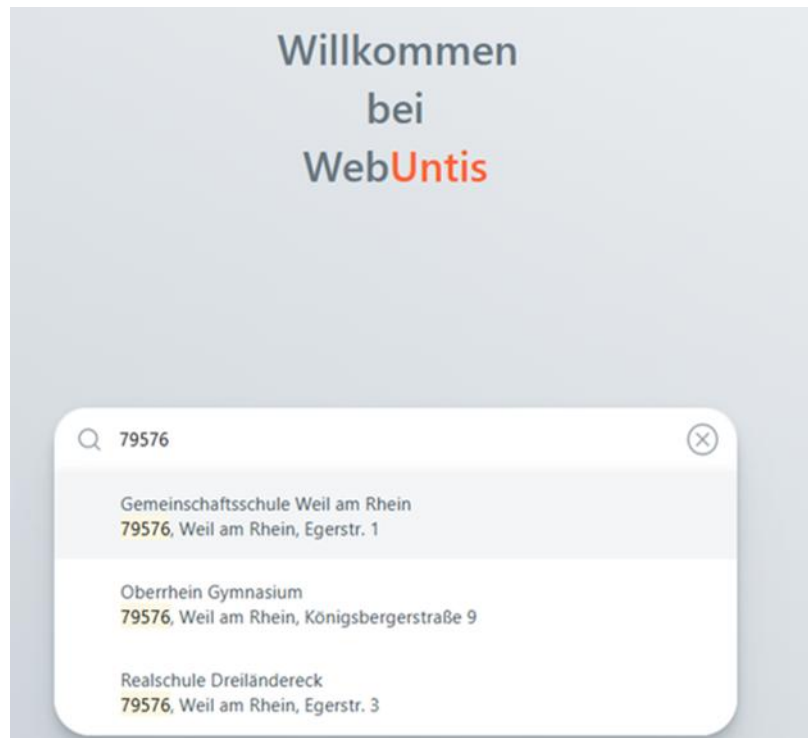 Willkommen
bei
WebUntis
79576
Gemeinschaftsschule Weil am Rhein
79576, Weil am Rhein, Egerstr. 1
Oberrhein Gymnasium
79576, Weil am Rhein, Königsbergerstraße 9
Realschule Dreiländereck
79576, Weil am Rhein, Egerstr. 3